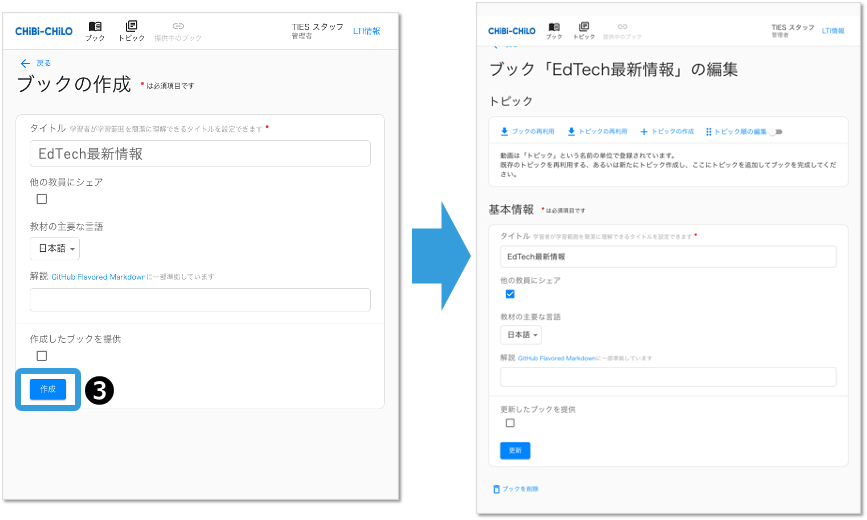 CHiBi-CHiLO
ブック
トピック
提供中のブック
TIES スタッフ
管理者
LTI情報
戻る
ブックの作成 *は必須項目です
タイトル 学習者が学習範囲を簡潔に理解できるタイトルを設定できます *
EdTech最新情報
他の教員にシェア
教材の主要な言語
日本語
解説 GitHub Flavored Markdownに一部準拠しています
作成したブックを提供
作成
3
CHiBi-CHiLO
ブック
トピック
提供中のブック
TIES スタッフ
管理者
LTI情報
ブック「EdTech最新情報」の編集
トピック
ブックの再利用
トピックの再利用
トピックの作成
トピック順の編集
動画は「トピック」という名前の単位で登録されています。
既存のトピックを再利用する、あるいは新たにトピック作成し、ここにトピックを追加してブックを完成してくだ
さい。
基本情報 *は必須項目です
タイトル 学習者が学習範囲を簡潔に理解できるタイトルを設定できます *
EdTech最新情報
他の教員にシェア
教材の主要な言語
日本語
解説 GitHub Flavored Markdownに一部準拠しています
更新したブックを提供
更新
ブックを削除